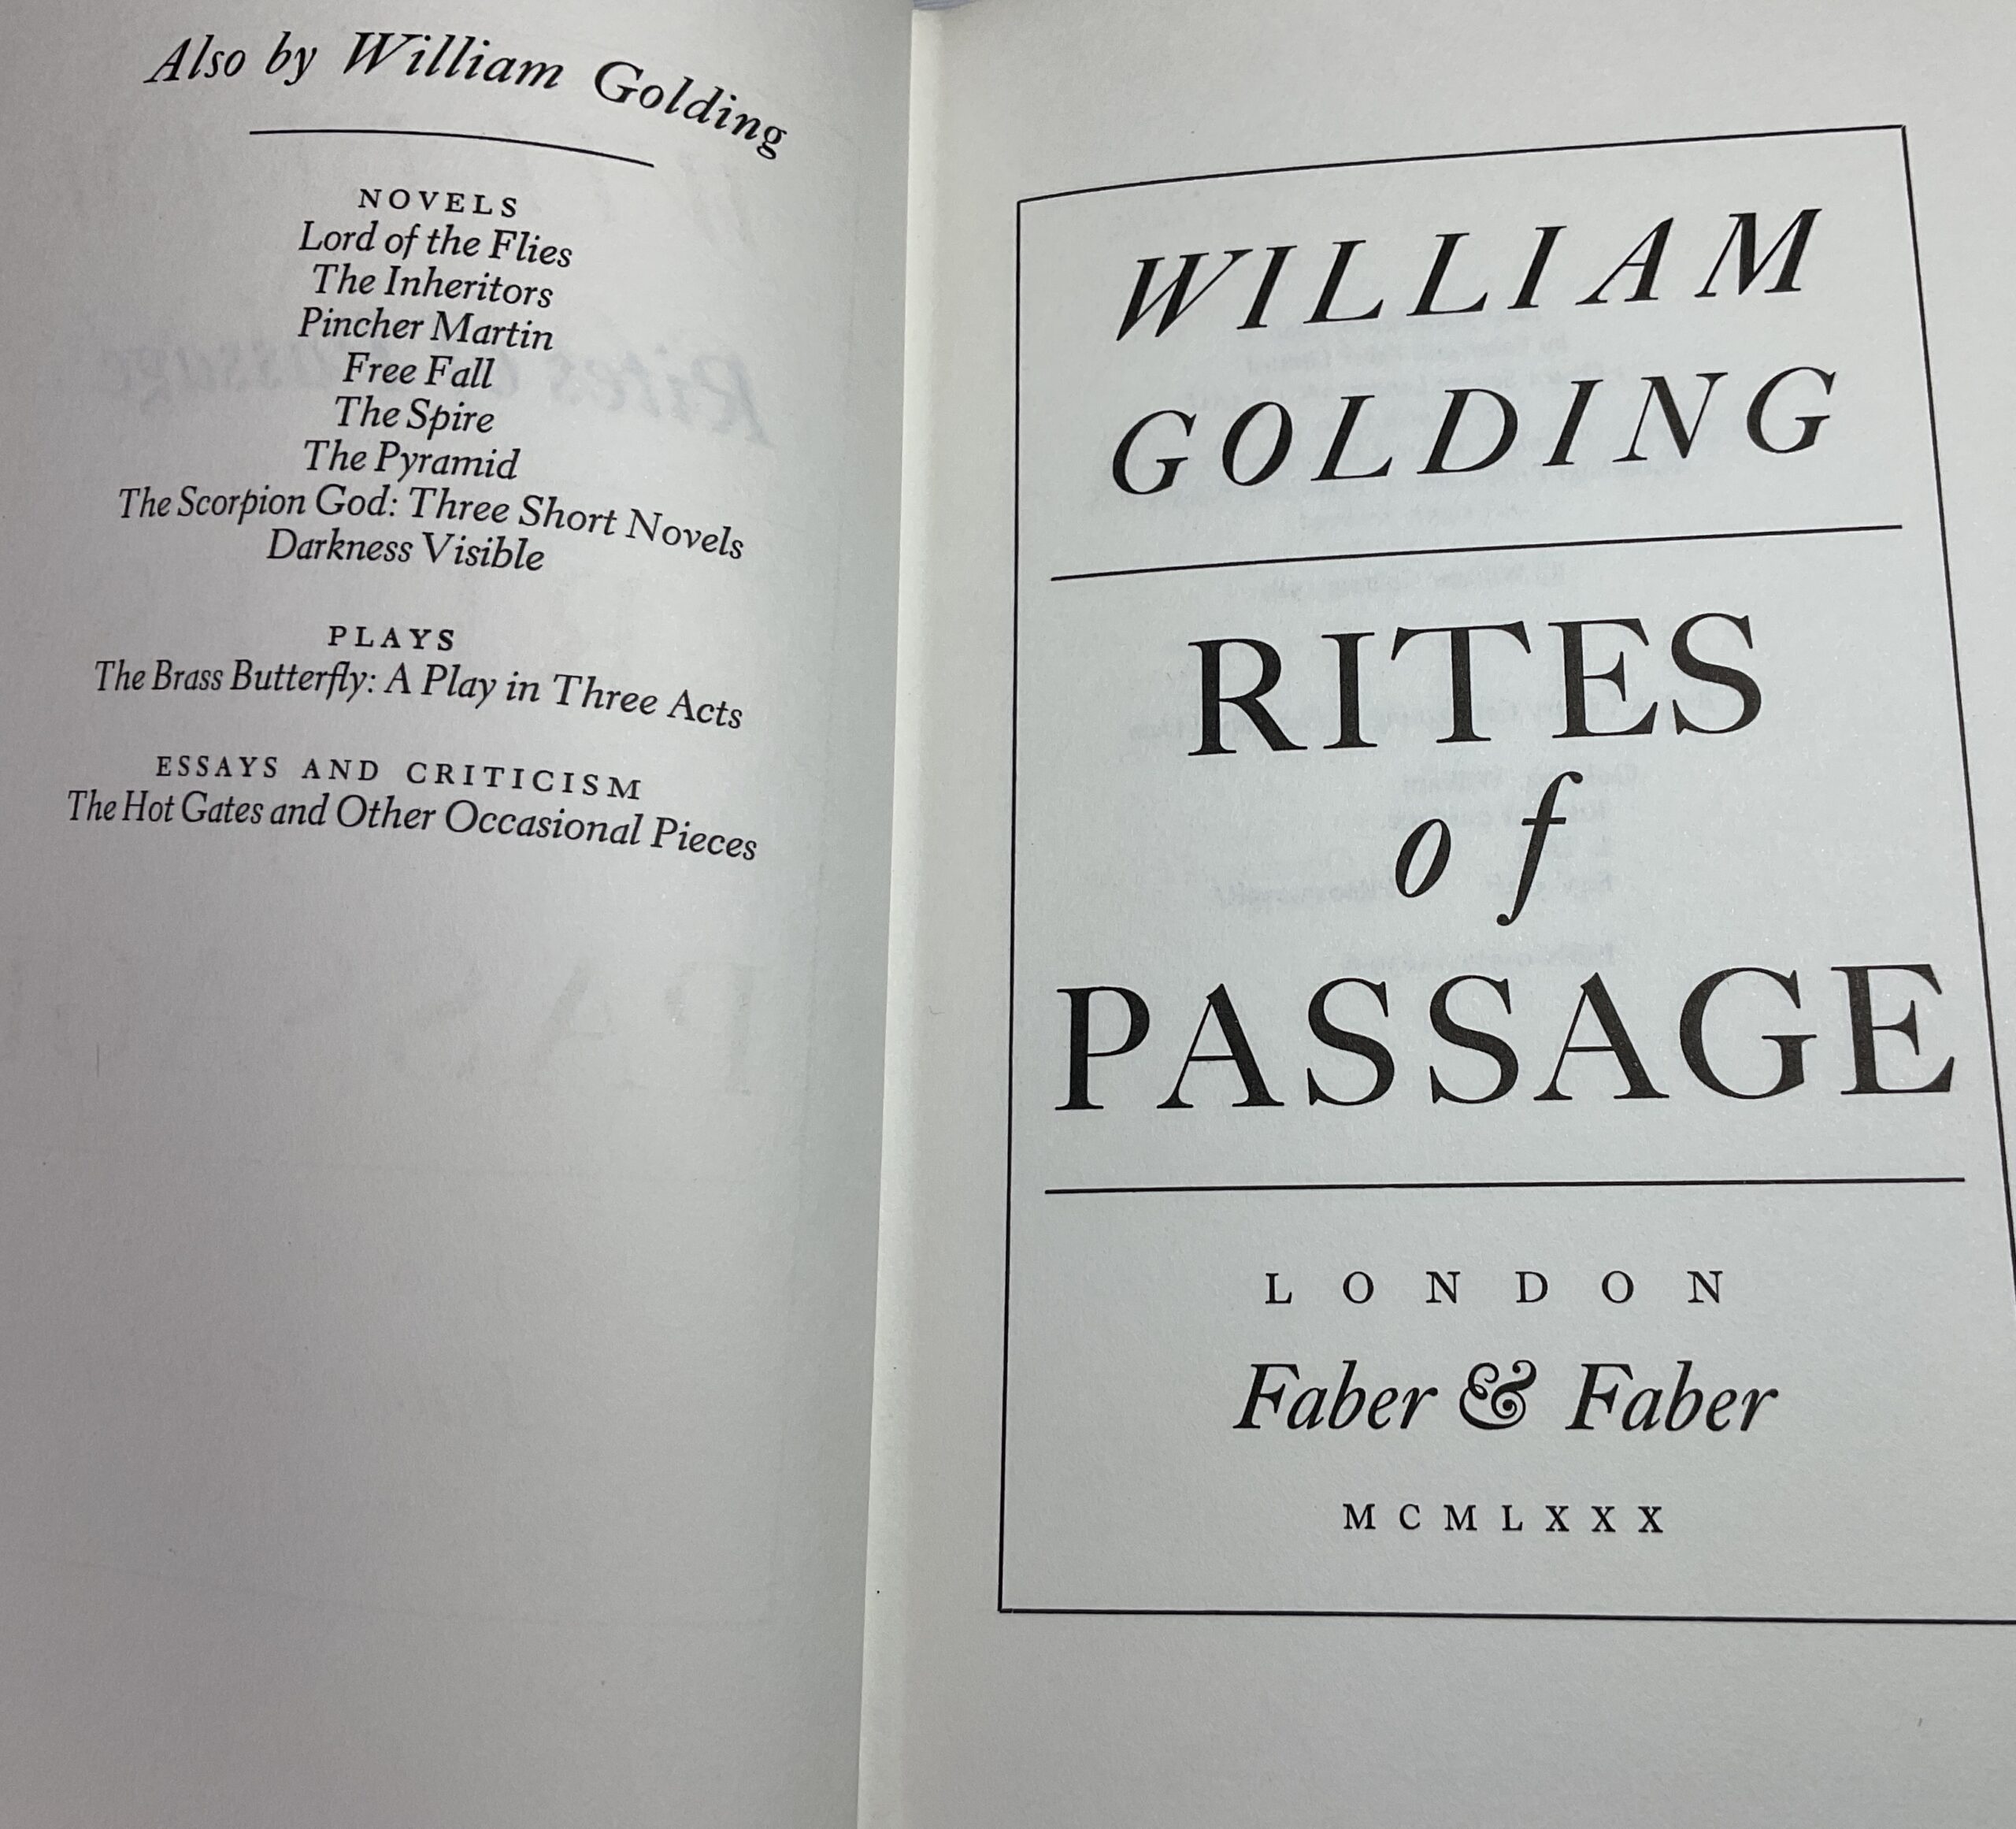 Also by William Golding
NOVELS
Lord of the Flies
The Inheritors
Pincher Martin
Free Fall
The Spire
The Pyramid
The Scorpion God: Three Short Novels
Darkness Visible
PLAYS
The Brass Butterfly: A Play in Three Acts
ESSAYS AND CRITICISM
The Hot Gates and Other Occasional Pieces
WILLIAM
GOLDING
RITES
of
PASSAGE
LONDON
Faber & Faber
MCMLXXX